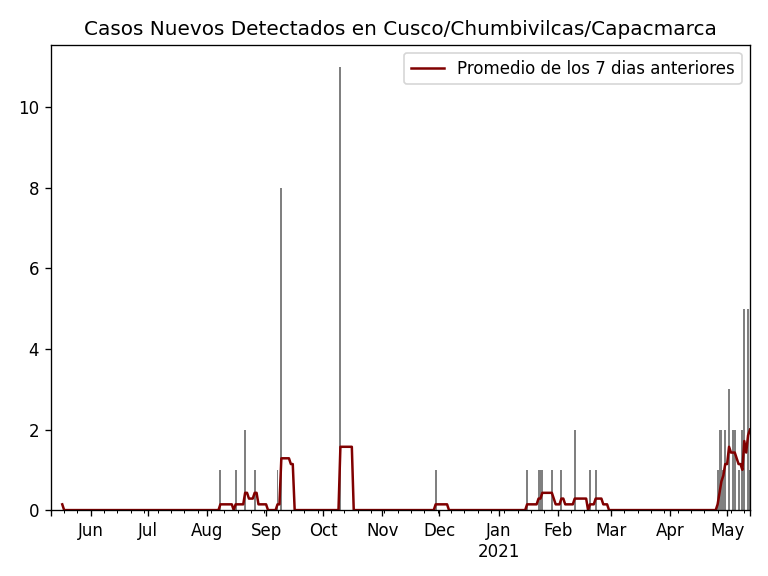 Casos Nuevos Detectados en Cusco/Chumbivilcas/Capacmarca
Promedio de los 7 dias anteriores
10
8
6
4
2
0
Jun Jul Aug Sep Oct Nov Dec Jan Feb Mar Apr May
2021